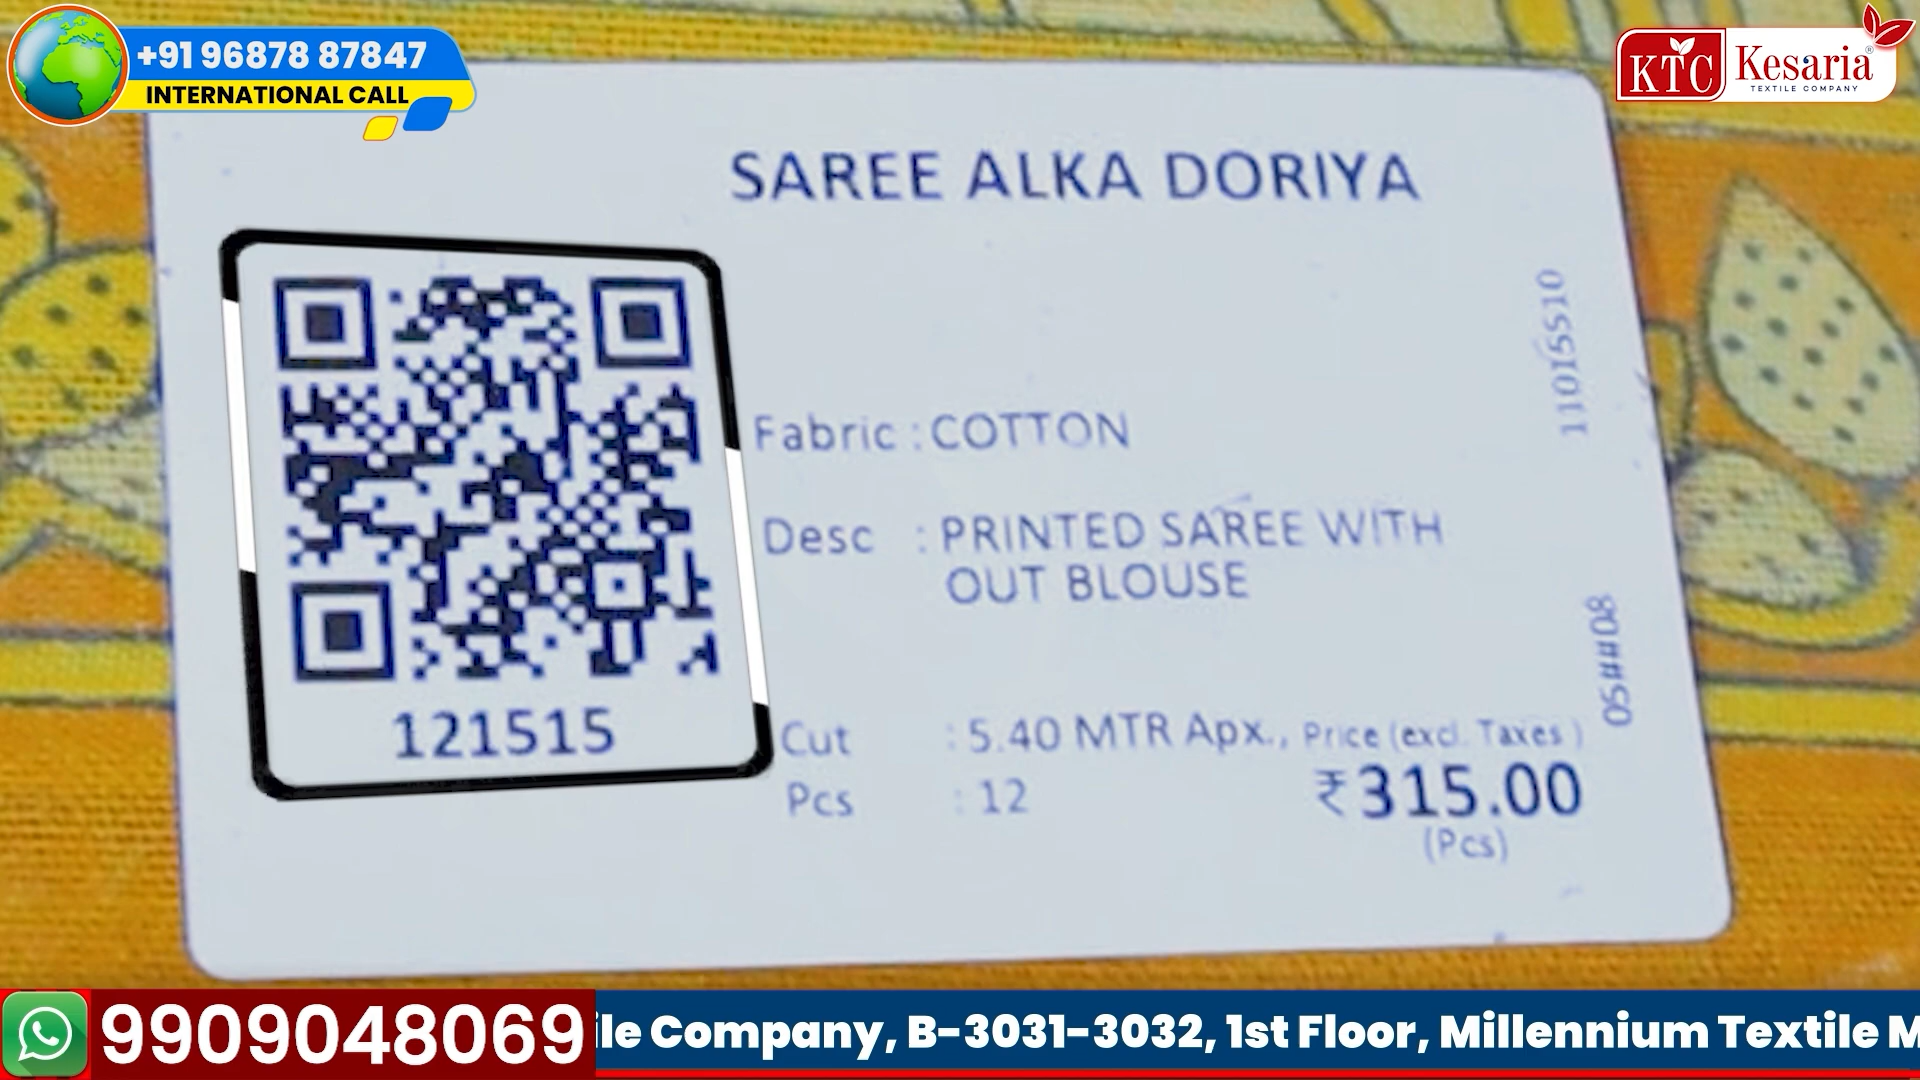 +91 96878 87847
INTERNATIONAL CALL
KTC Kesaria®
TEXTILE COMPANY
SAREE ALKA DORIYA
Fabric : COTTON
Desc : PRINTED SAREE WITH
OUT BLOUSE
Cut : 5.40 MTR Apx., Price (excl. Taxes )
Pcs : 12
₹315.00
(Pcs)
121515
11015S10
05##08
9909048069
ile Company, B-3031-3032, 1st Floor, Millennium Textile M